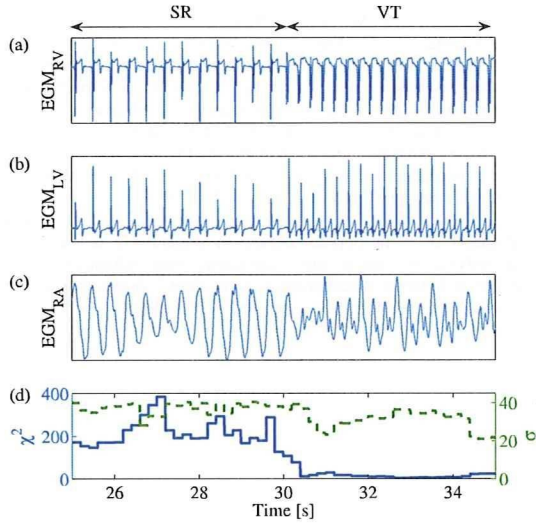 SR VT
(a)
EGM_RV
(b)
EGM_LV
(c)
EGM_RA
(d)
400 40
200 20
0 0
χ² σ
26 28 30 32 34
Time [s]